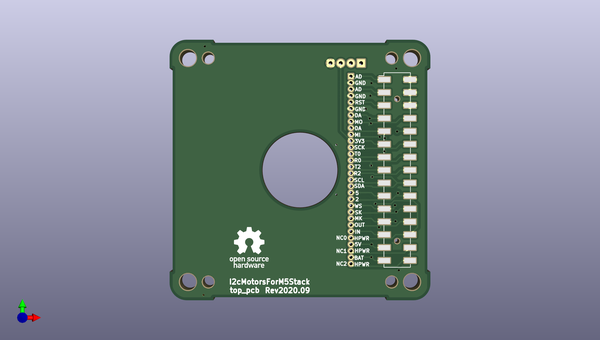 AD
GND
AD
GND
RST
GND
DA
MO
DA
MI
3V3
SCK
T0
R0
T2
R2
SCL
SDA
5
2
WS
SK
MK
OUT
IN
NC0 HPWR
5V
NC1 HPWR
BAT
NC2 HPWR
open source
hardware
I2cMotorsForM5Stack
top_pcb Rev2020.09